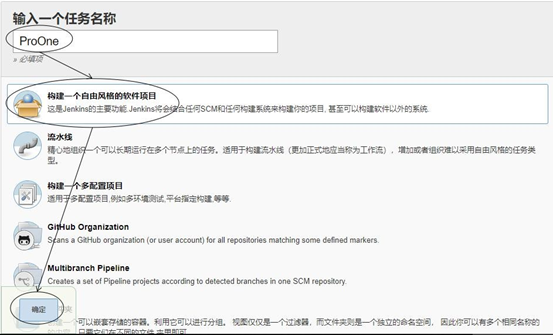 输入一个任务名称
ProOne
» 必填项
构建一个自由风格的软件项目
这是Jenkins的主要功能.Jenkins将会结合任何SCM和任何构建系统来构建你的项目, 甚至可以构建软件以外的系统.
流水线
精心地组织一个可以长期运行在多个节点上的任务。适用于构建流水线（更加正式地应当称为工作流），增加或者组织难以采用自由风格的任务类
型。
构建一个多配置项目
适用于多配置项目,例如多环境测试,平台指定构建,等等.
GitHub Organization
Scans a GitHub organization (or user account) for all repositories matching some defined markers.
Multibranch Pipeline
Creates a set of Pipeline projects according to detected branches in one SCM repository.
确定
夹
一个可以嵌套存储的容器。利用它可以进行分组。 视图仅仅是一个过滤器，而文件夹则是一个独立的命名空间， 因此你可以有多个相同名称的